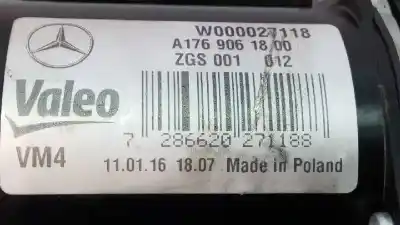 W000027118
A176 906 18 00
ZGS 001 012
Valeo
7 286620 271188
VM4 11.01.16 18.07 Made in Poland